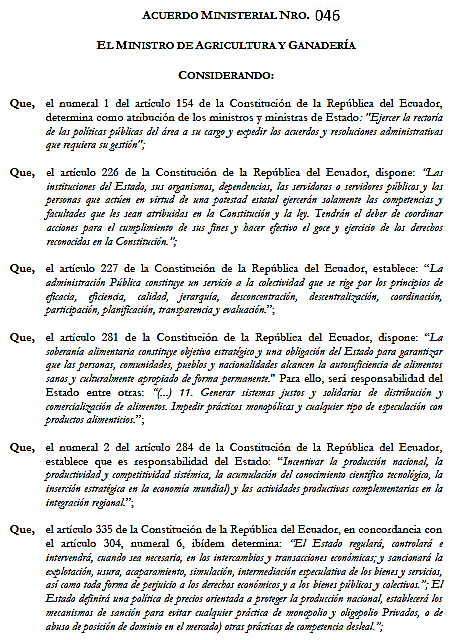 ACUERDO MINISTERIAL NRO. 046
EL MINISTRO DE AGRICULTURA Y GANADERÍA
CONSIDERANDO:
Que, el numeral 1 del artículo 154 de la Constitución de la República del Ecuador,
determina como atribución de los ministros y ministras de Estado: "Ejercer la rectoría
de las políticas públicas del área a su cargo y expedir los acuerdos y resoluciones administrativas
que requiera su gestión";
Que, el artículo 226 de la Constitución de la República del Ecuador, dispone: “Las
instituciones del Estado, sus organismos, dependencias, las servidoras o servidores públicos y las
personas que actúen en virtud de una potestad estatal ejercerán solamente las competencias y
facultades que les sean atribuidas en la Constitución y la ley. Tendrán el deber de coordinar
acciones para el cumplimiento de sus fines y hacer efectivo el goce y ejercicio de los derechos
reconocidos en la Constitución.”;
Que, el artículo 227 de la Constitución de la República del Ecuador, establece: “La
administración Pública constituye un servicio a la colectividad que se rige por los principios de
eficacia, eficiencia, calidad, jerarquía, desconcentración, descentralización, coordinación,
participación, planificación, transparencia y evaluación.”;
Que, el artículo 281 de la Constitución de la República del Ecuador, dispone: “La
soberanía alimentaria constituye objetivo estratégico y una obligación del Estado para garantizar
que las personas, comunidades, pueblos y nacionalidades alcancen la autosuficiencia de alimentos
sanos y culturalmente apropiado de forma permanente." Para ello, será responsabilidad del
Estado entre otras: “(...) 11. Generar sistemas justos y solidarios de distribución y
comercialización de alimentos. Impedir prácticas monopólicas y cualquier tipo de especulación con
productos alimenticios.”;
Que, el numeral 2 del artículo 284 de la Constitución de la República del Ecuador,
establece que es responsabilidad del Estado: “Incentivar la producción nacional, la
productividad y competitividad sistémica, la acumulación del conocimiento científico tecnológico, la
inserción estratégica en la economía mundial) y las actividades productivas complementarias en la
integración regional.”;
Que, el artículo 335 de la Constitución de la República del Ecuador, en concordancia con
el artículo 304, numeral 6, ibídem determina: “El Estado regulará, controlará e
intervendrá, cuando sea necesario, en los intercambios y transacciones económicas; y sancionará la
explotación, usura, acaparamiento, simulación, intermediación especulativa de los bienes y servicios,
así como toda forma de perjuicio a los derechos económicos y a los bienes públicos y colectivos.”; El
Estado definirá una política de precios orientada a proteger la producción nacional, establecerá los
mecanismos de sanción para evitar cualquier práctica de monopolio y oligopolio Privados, o de
abuso de posición de dominio en el mercado) otras prácticas de competencia desleal.”;